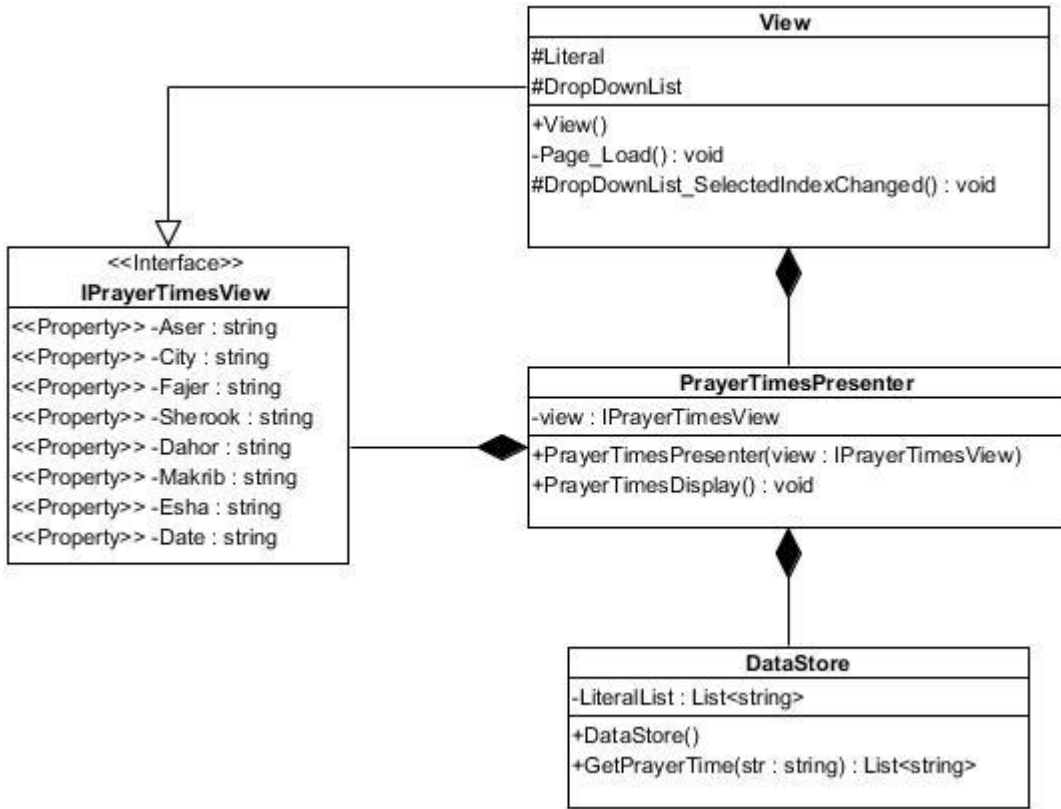 View
#Literal
#DropDownList
+View()
-Page_Load() : void
#DropDownList_SelectedIndexChanged() : void
<<Interface>>
IPrayerTimesView
<<Property>> -Aser : string
<<Property>> -City : string
<<Property>> -Fajer : string
<<Property>> -Sherook : string
<<Property>> -Dahor : string
<<Property>> -Makrib : string
<<Property>> -Esha : string
<<Property>> -Date : string
PrayerTimesPresenter
-view : IPrayerTimesView
+PrayerTimesPresenter(view : IPrayerTimesView)
+PrayerTimesDisplay() : void
DataStore
-LiteralList : List<string>
+DataStore()
+GetPrayerTime(str : string) : List<string>